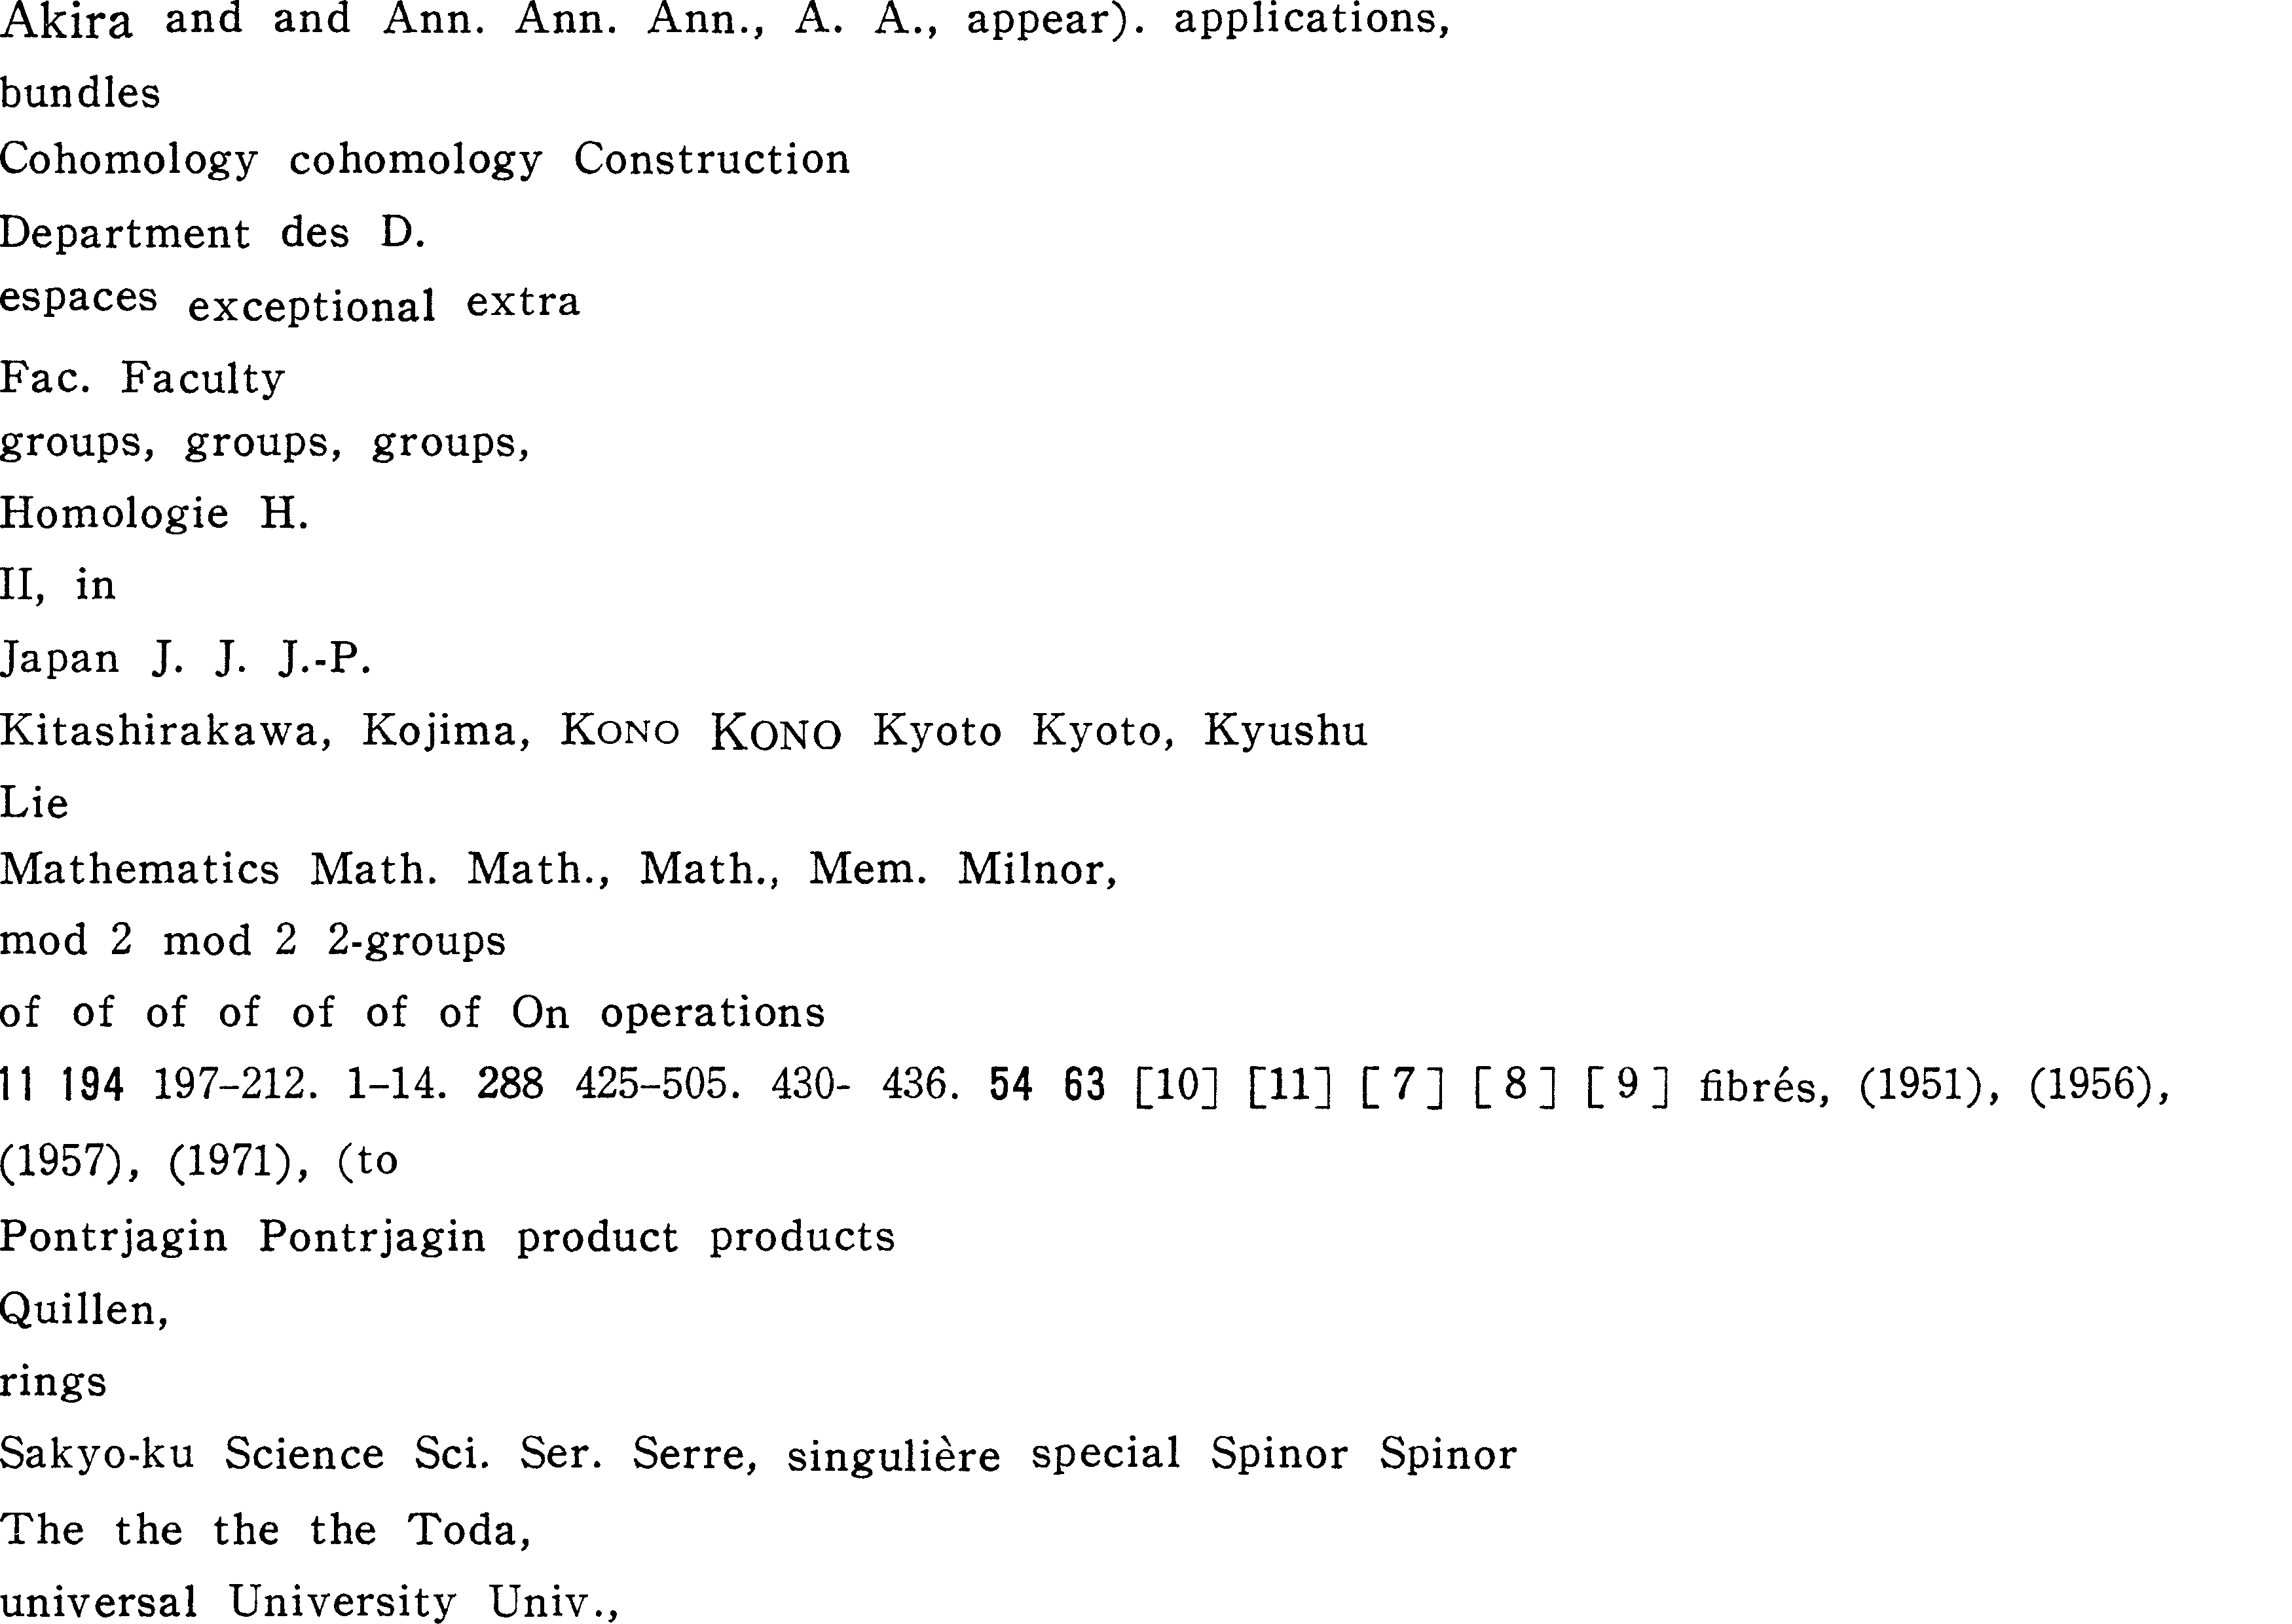 Akira and and Ann. Ann. Ann., A. A., appear). applications,
bundles
Cohomology cohomology Construction
Department des D.
espaces exceptional extra
Fac. Faculty
groups, groups, groups,
Homologie H.
II, in
Japan J. J. J.-P.
Kitashirakawa, Kojima, KONO KONO Kyoto Kyoto, Kyushu
Lie
Mathematics Math. Math., Math., Mem. Milnor,
mod 2 mod 2 2-groups
of of of of of of of On operations
11 194 197–212. 1–14. 288 425–505. 430- 436. 54 63 [10] [11] [ 7 ] [ 8 ] [ 9 ] fibrés, (1951), (1956),
(1957), (1971), (to
Pontrjagin Pontrjagin product products
Quillen,
rings
Sakyo-ku Science Sci. Ser. Serre, singulière special Spinor Spinor
The the the the Toda,
universal University Univ.,